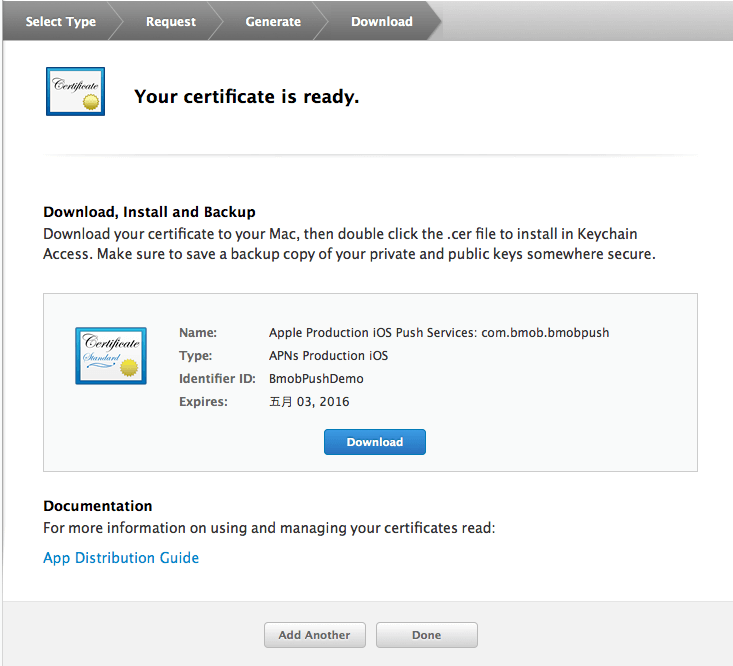 Select Type
Request
Generate
Download
Certificate
Your certificate is ready.
Download, Install and Backup
Download your certificate to your Mac, then double click the .cer file to install in Keychain
Access. Make sure to save a backup copy of your private and public keys somewhere secure.
Certificate
Standard
Name: Apple Production iOS Push Services: com.bmob.bmobpush
Type: APNs Production iOS
Identifier ID: BmobPushDemo
Expires: 五月 03, 2016
Download
Documentation
For more information on using and managing your certificates read:
App Distribution Guide
Add Another
Done